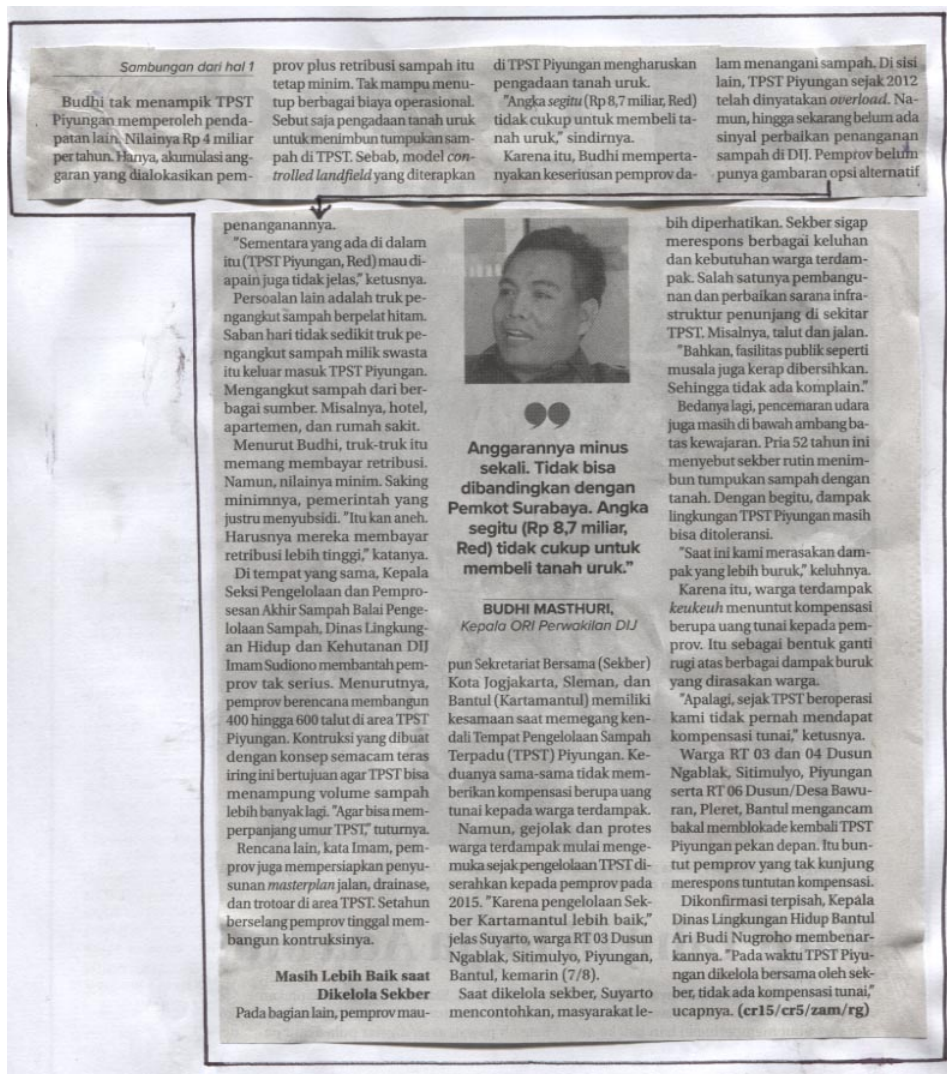 Sambungan dari hal 1
Budhi tak menampik TPST
Piyungan memperoleh penda-
patan lain. Nilainya Rp 4 miliar
per tahun. Hanya, akumulasi ang-
garan yang dialokasikan pem-
prov plus retribusi sampah itu
tetap minim. Tak mampu menu-
tup berbagai biaya operasional.
Sebut saja pengadaan tanah uruk
untuk menimbun tumpukan sam-
pah di TPST. Sebab, model con-
trolled landfield yang diterapkan
di TPST Piyungan mengharuskan
pengadaan tanah uruk.
"Angka segitu (Rp 8,7 miliar, Red)
tidak cukup untuk membeli ta-
nah uruk," sindirnya.
Karena itu, Budhi memperta-
nyakan keseriusan pemprov da-
lam menangani sampah. Di sisi
lain, TPST Piyungan sejak 2012
telah dinyatakan overload. Na-
mun, hingga sekarang belum ada
sinyal perbaikan penanganan
sampah di DIJ. Pemprov belum
punya gambaran opsi alternatif
penanganannya.
"Sementara yang ada di dalam
itu (TPST Piyungan, Red) mau di-
apain juga tidak jelas," ketusnya.
Persoalan lain adalah truk pe-
ngangkut sampah berpelat hitam.
Saban hari tidak sedikit truk pe-
ngangkut sampah milik swasta
itu keluar masuk TPST Piyungan.
Mengangkut sampah dari ber-
bagai sumber. Misalnya, hotel,
apartemen, dan rumah sakit.
Menurut Budhi, truk-truk itu
memang membayar retribusi.
Namun, nilainya minim. Saking
minimnya, pemerintah yang
justru menyubsidi. "Itu kan aneh.
Harusnya mereka membayar
retribusi lebih tinggi," katanya.
Di tempat yang sama, Kepala
Seksi Pengelolaan dan Pempro-
sesan Akhir Sampah Balai Penge-
lolaan Sampah, Dinas Lingkung-
an Hidup dan Kehutanan DIJ
Imam Sudiono membantah pem-
prov tak serius. Menurutnya,
pemprov berencana membangun
400 hingga 600 talut di area TPST
Piyungan. Kontruksi yang dibuat
dengan konsep semacam teras
iring ini bertujuan agar TPST bisa
menampung volume sampah
lebih banyak lagi. "Agar bisa mem-
perpanjang umur TPST," tuturnya.
Rencana lain, kata Imam, pem-
prov juga mempersiapkan penyu-
sunan masterplan jalan, drainase,
dan trotoar di area TPST. Setahun
berselang pemprov tinggal mem-
bangun kontruksinya.
Masih Lebih Baik saat
Dikelola Sekber
Pada bagian lain, pemprov mau-
"
Anggarannya minus
sekali. Tidak bisa
dibandingkan dengan
Pemkot Surabaya. Angka
segitu (Rp 8,7 miliar,
Red) tidak cukup untuk
membeli tanah uruk."
BUDHI MASTHURI,
Kepala ORI Perwakilan DIJ
pun Sekretariat Bersama (Sekber)
Kota Jogjakarta, Sleman, dan
Bantul (Kartamantul) memiliki
kesamaan saat memegang ken-
dali Tempat Pengelolaan Sampah
Terpadu (TPST) Piyungan. Ke-
duanya sama-sama tidak mem-
berikan kompensasi berupa uang
tunai kepada warga terdampak.
Namun, gejolak dan protes
warga terdampak mulai menge-
muka sejak pengelolaan TPST di-
serahkan kepada pemprov pada
2015. "Karena pengelolaan Sek-
ber Kartamantul lebih baik,"
jelas Suyarto, warga RT 03 Dusun
Ngablak, Sitimulyo, Piyungan,
Bantul, kemarin (7/8).
Saat dikelola sekber, Suyarto
mencontohkan, masyarakat le-
bih diperhatikan. Sekber sigap
merespons berbagai keluhan
dan kebutuhan warga terdam-
pak. Salah satunya pembangu-
nan dan perbaikan sarana infra-
struktur penunjang di sekitar
TPST. Misalnya, talut dan jalan.
"Bahkan, fasilitas publik seperti
musala juga kerap dibersihkan.
Sehingga tidak ada komplain."
Bedanya lagi, pencemaran udara
juga masih di bawah ambang ba-
tas kewajaran. Pria 52 tahun ini
menyebut sekber rutin menim-
bun tumpukan sampah dengan
tanah. Dengan begitu, dampak
lingkungan TPST Piyungan masih
bisa ditoleransi.
"Saat ini kami merasakan dam-
pak yang lebih buruk," keluhnya.
Karena itu, warga terdampak
keukeuh menuntut kompensasi
berupa uang tunai kepada pem-
prov. Itu sebagai bentuk ganti
rugi atas berbagai dampak buruk
yang dirasakan warga.
"Apalagi, sejak TPST beroperasi
kami tidak pernah mendapat
kompensasi tunai," ketusnya.
Warga RT 03 and 04 Dusun
Ngablak, Sitimulyo, Piyungan
serta RT 06 Dusun/Desa Bawu-
ran, Pleret, Bantul mengancam
bakal memblokade kembali TPST
Piyungan pekan depan. Itu bun-
tut pemprov yang tak kunjung
merespons tuntutan kompensasi.
Dikonfirmasi terpisah, Kepala
Dinas Lingkungan Hidup Bantul
Ari Budi Nugroho membenar-
kannya. "Pada waktu TPST Piyu-
ngan dikelola bersama oleh sek-
ber, tidak ada kompensasi tunai,"
ucapnya. (cr15/cr5/zam/rg)